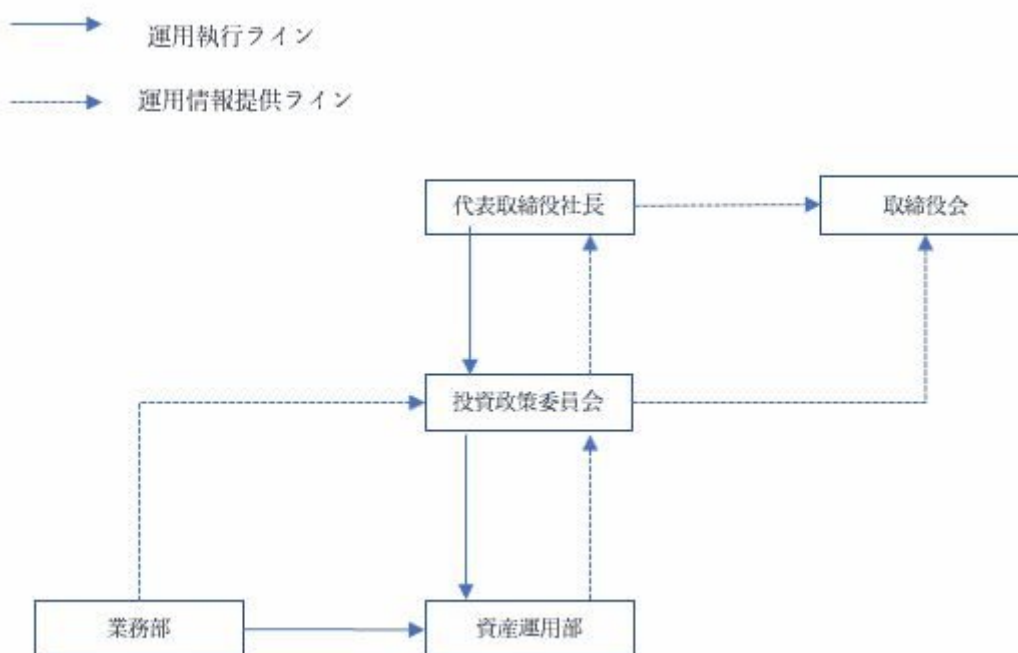 運用執行ライン
運用情報提供ライン
代表取締役社長
取締役会
投資政策委員会
業務部
資産運用部